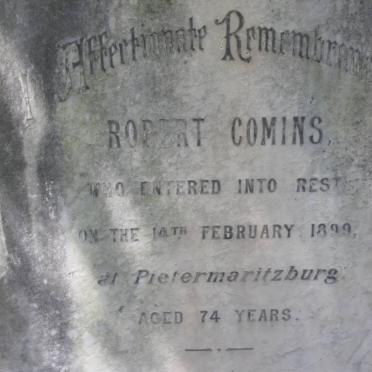 Affectionate Remembrance
ROBERT COMINS,
WHO ENTERED INTO REST
ON THE 14TH FEBRUARY 1899,
at Pietermaritzburg.
AGED 74 YEARS.